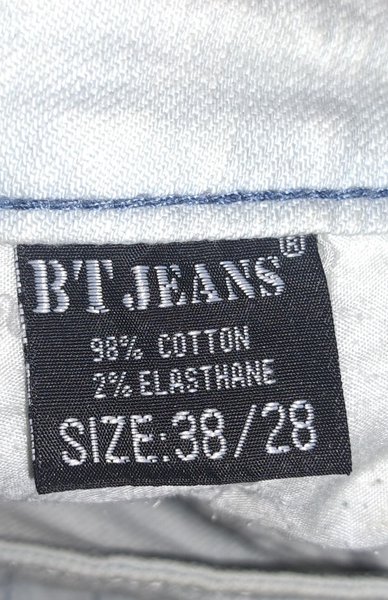 BT JEANS®
98% COTTON
2% ELASTHANE
SIZE:38/28